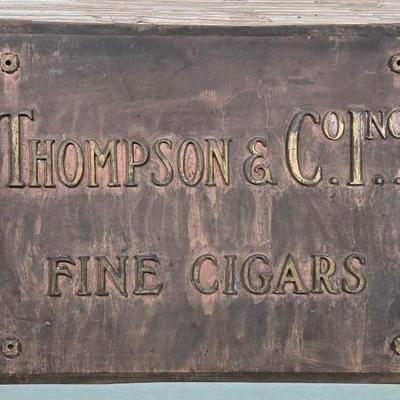 THOMPSON & CO. INC.
FINE CIGARS